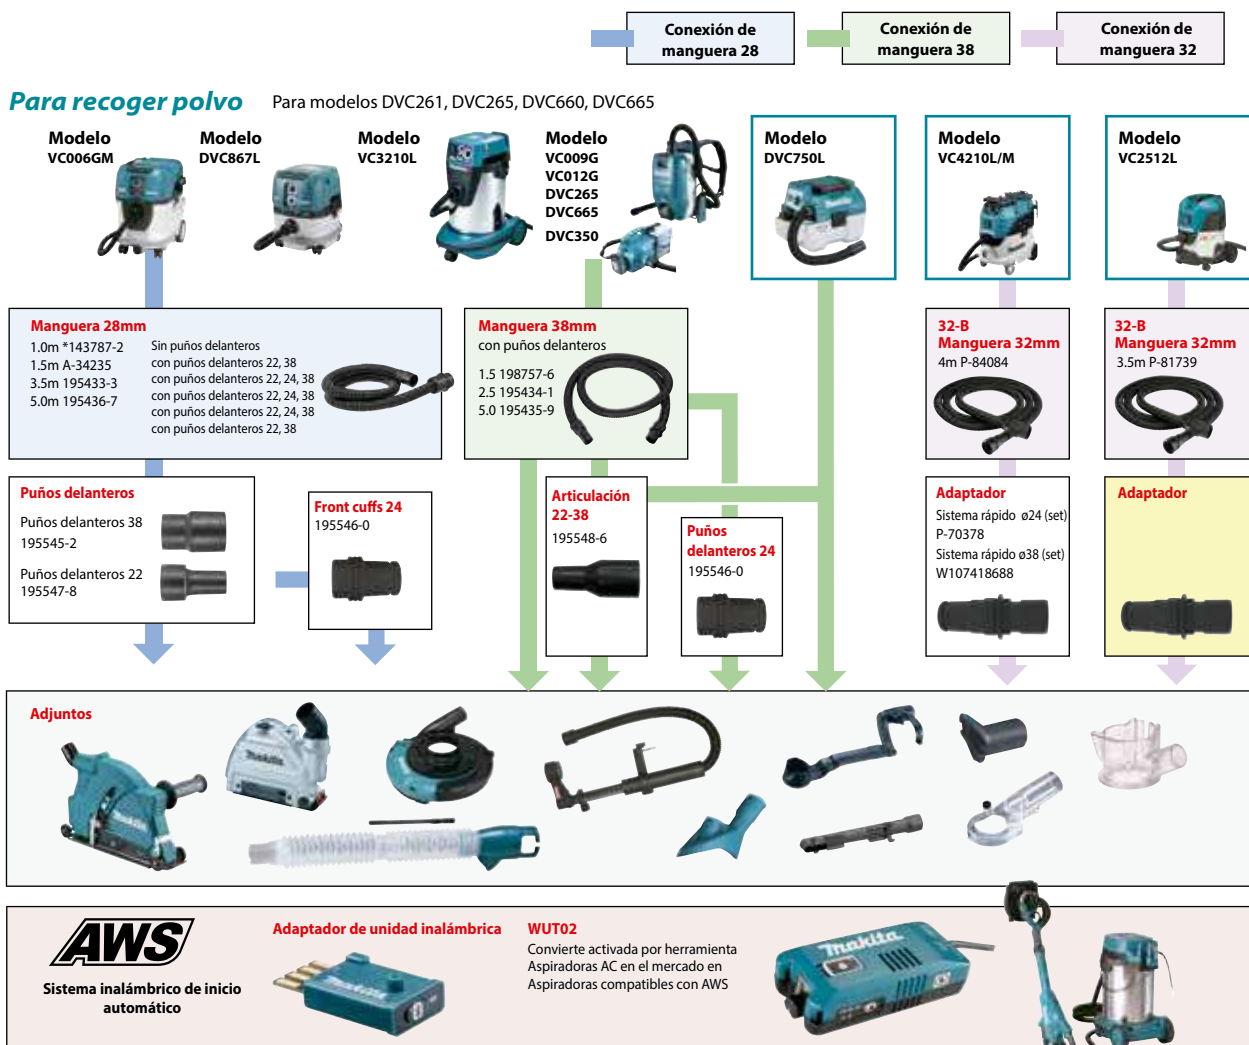 Conexión de
manguera 28
Conexión de
manguera 38
Conexión de
manguera 32
Para recoger polvo
Para modelos DVC261, DVC265, DVC660, DVC665
Modelo
VC006GM
Modelo
DVC867L
Modelo
VC3210L
Modelo
VC009G
VC012G
DVC265
DVC665
DVC350
Modelo
DVC750L
Modelo
VC4210L/M
Modelo
VC2512L
Manguera 28mm
1.0m *143787-2
1.5m A-34235
3.5m 195433-3
5.0m 195436-7
Sin puños delanteros
con puños delanteros 22, 38
con puños delanteros 22, 24, 38
con puños delanteros 22, 24, 38
con puños delanteros 22, 24, 38
con puños delanteros 22, 38
Manguera 38mm
con puños delanteros
1.5 198757-6
2.5 195434-1
5.0 195435-9
32-B
Manguera 32mm
4m P-84084
32-B
Manguera 32mm
3.5m P-81739
Puños delanteros
Puños delanteros 38
195545-2
Puños delanteros 22
195547-8
Front cuffs 24
195546-0
Articulación
22-38
195548-6
Puños
delanteros 24
195546-0
Adaptador
Sistema rápido ø24 (set)
P-70378
Sistema rápido ø38 (set)
W107418688
Adaptador
Adjuntos
AWS
Sistema inalámbrico de inicio
automático
Adaptador de unidad inalámbrica
WUT02
Convierte activada por herramienta
Aspiradoras AC en el mercado en
Aspiradoras compatibles con AWS
Makita